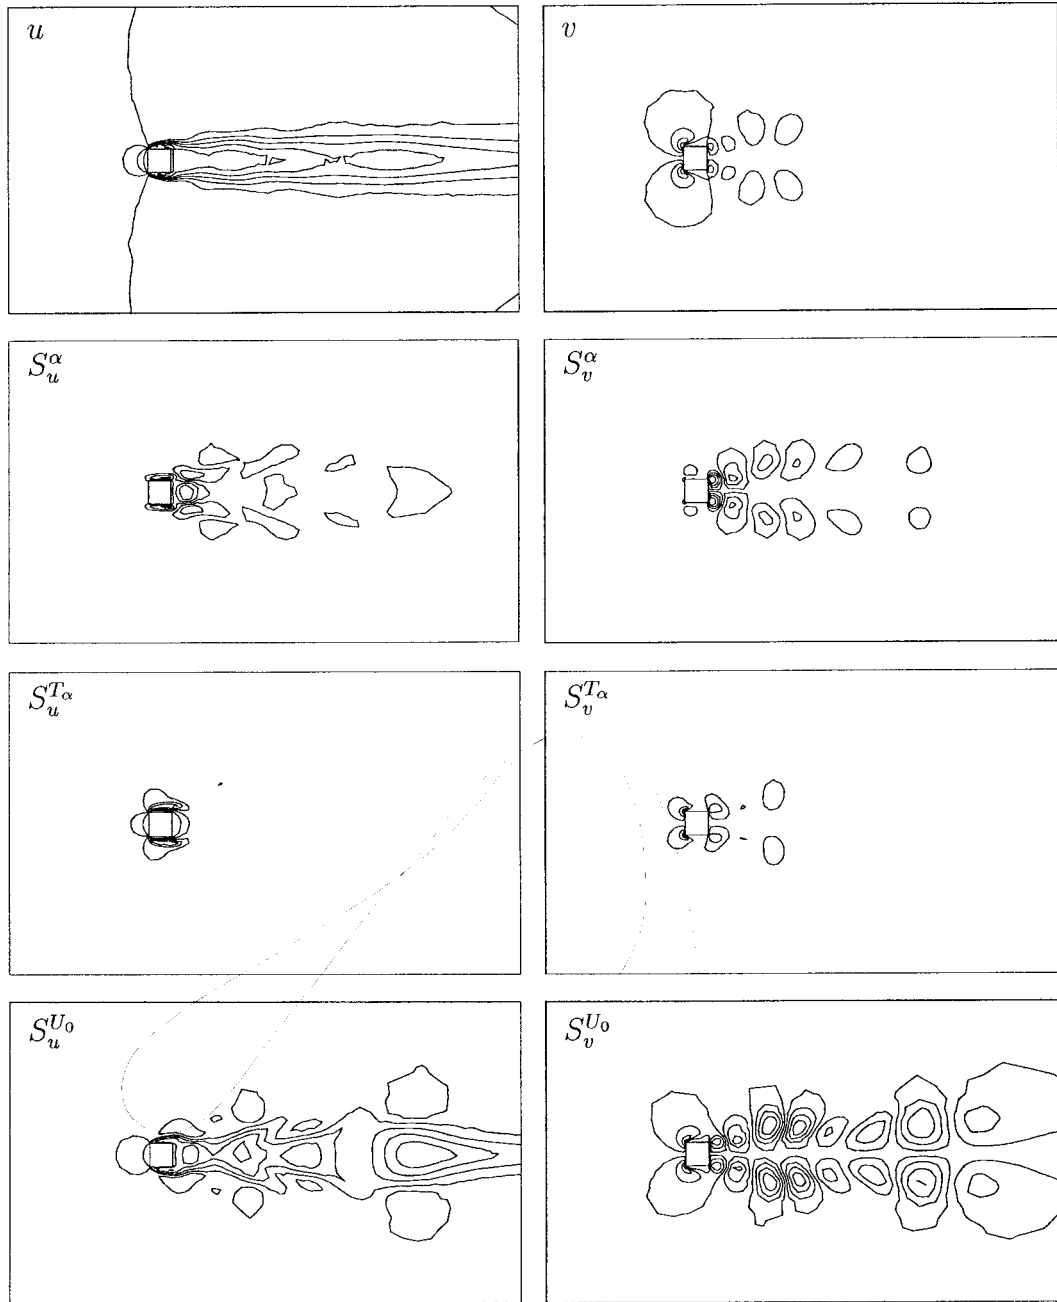 u
v
S_u^α
S_v^α
S_u^{T_α}
S_v^{T_α}
S_u^{U_0}
S_v^{U_0}